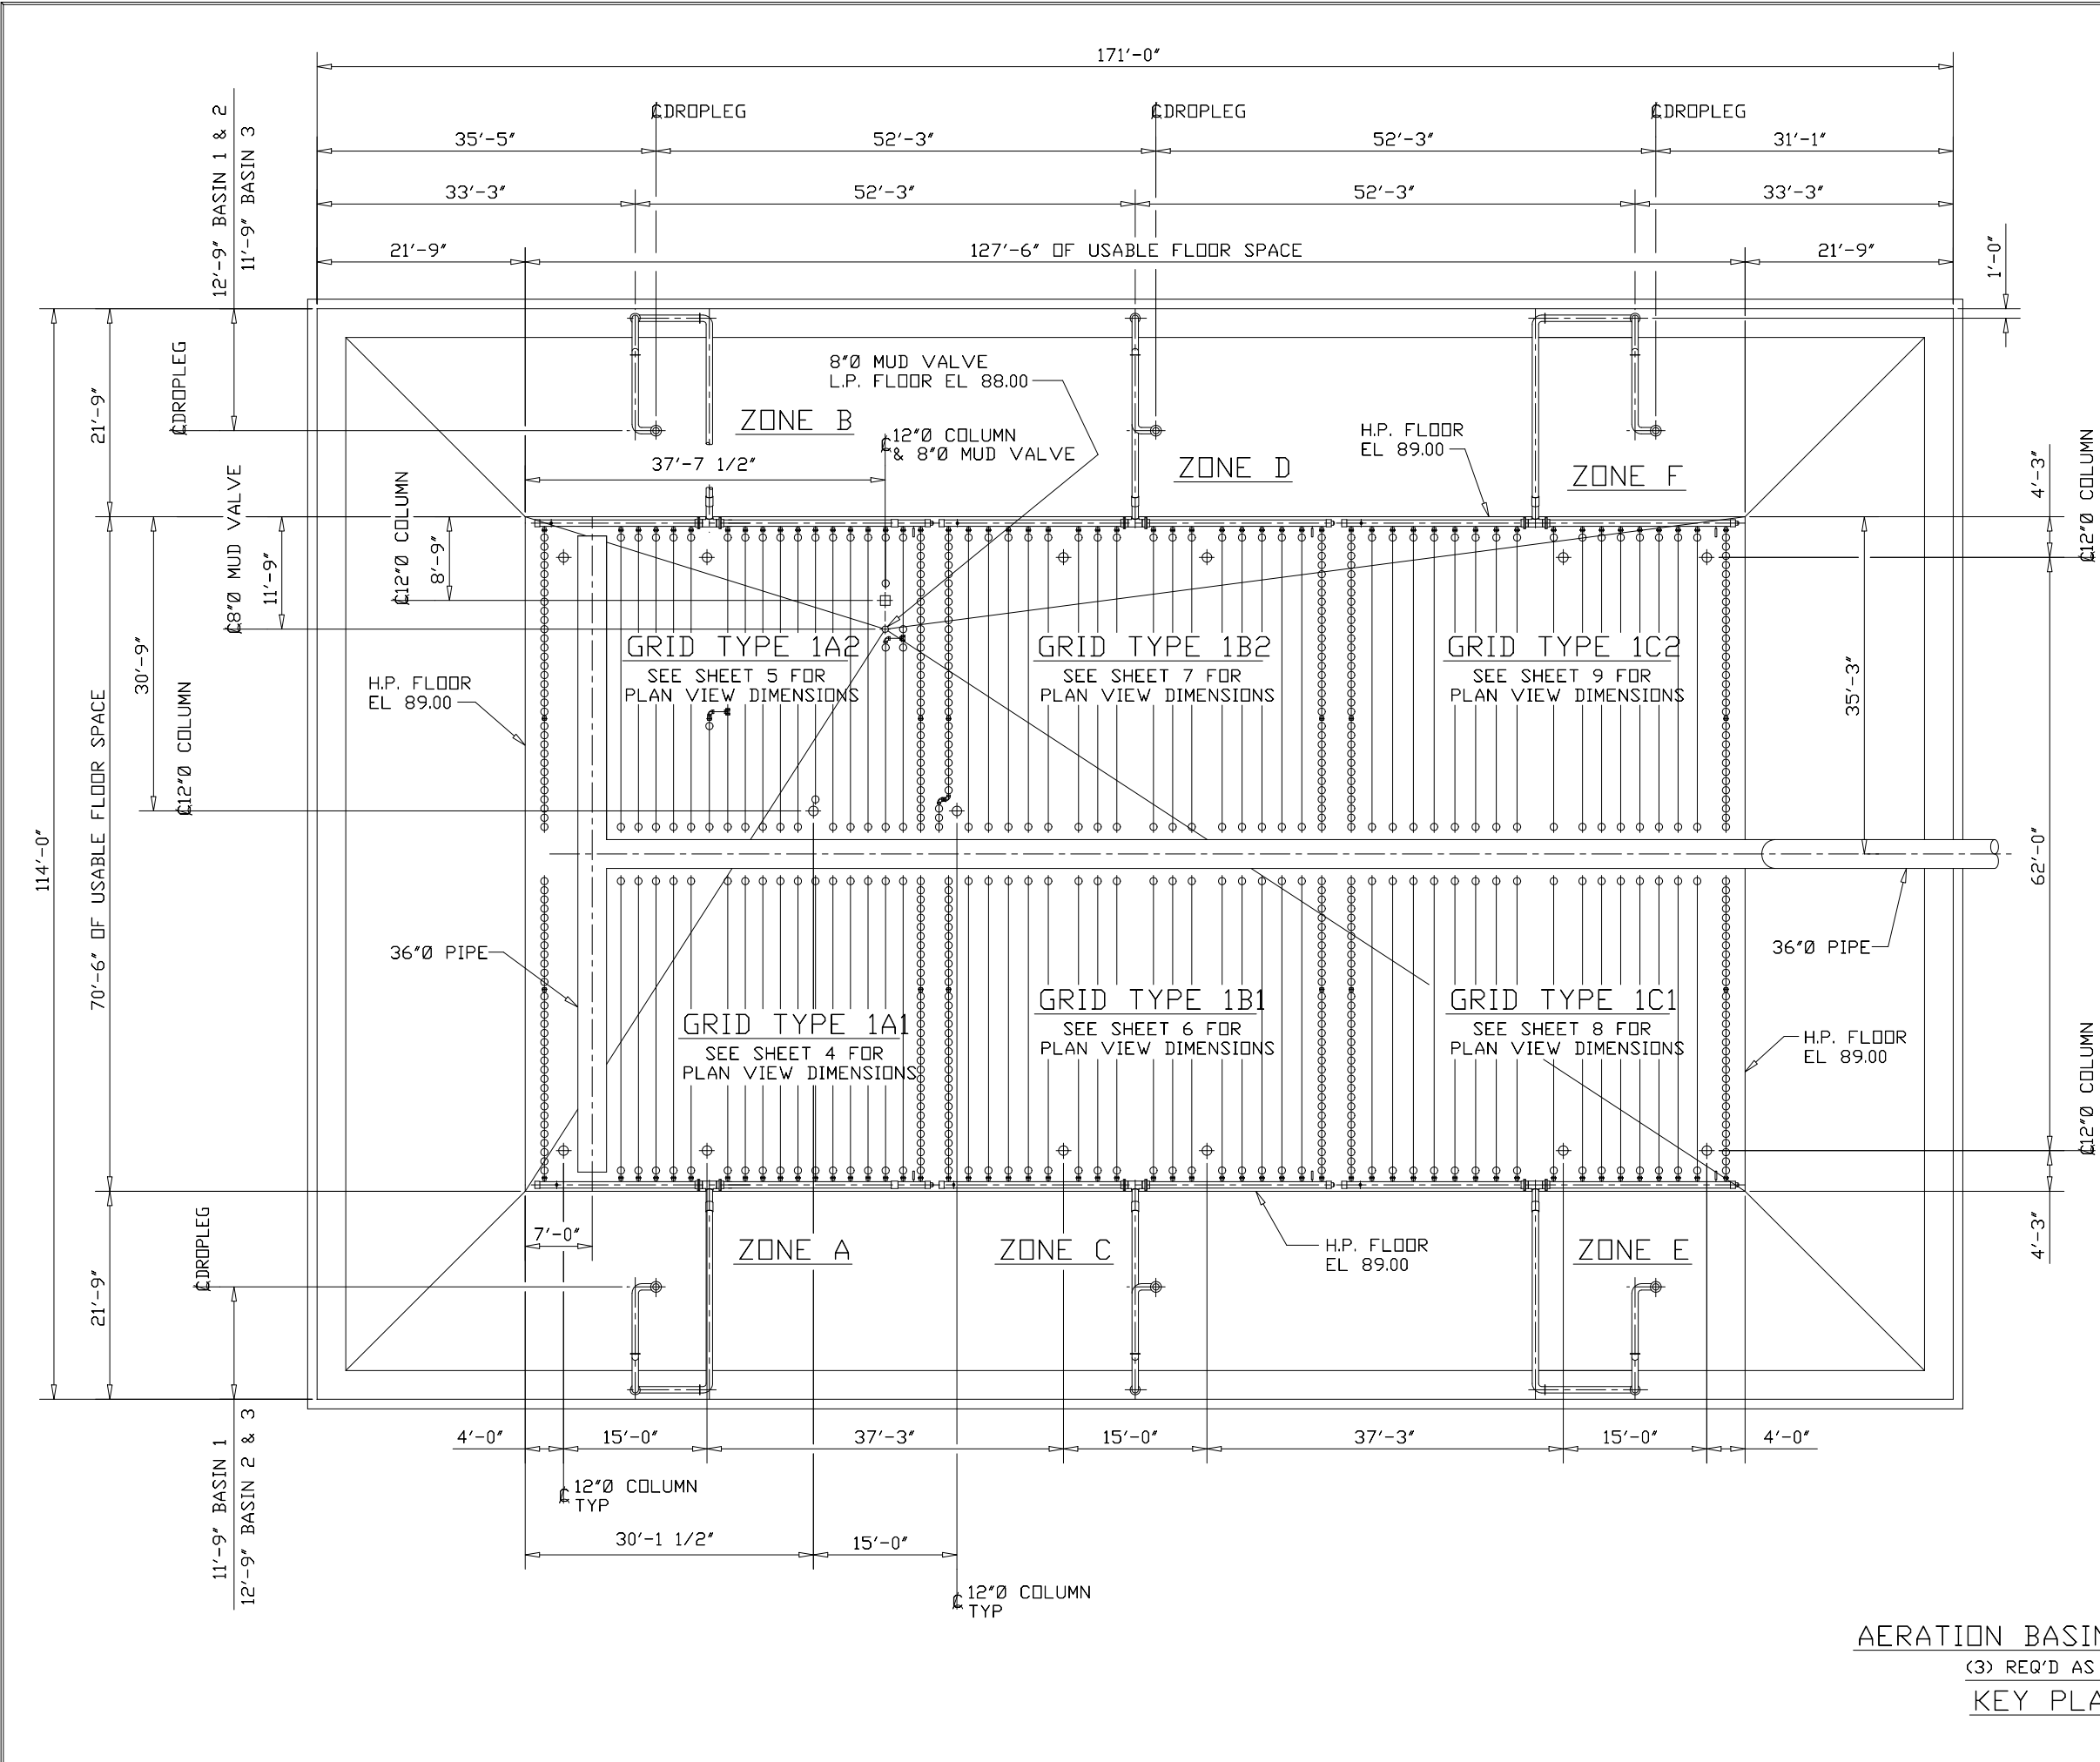 171'-0"
℄DROPLEG
℄DROPLEG
℄DROPLEG
35'-5"
52'-3"
52'-3"
31'-1"
33'-3"
52'-3"
52'-3"
33'-3"
21'-9"
127'-6" OF USABLE FLOOR SPACE
21'-9"
1'-0"
12'-9" BASIN 1 & 2
11'-9" BASIN 3
℄DROPLEG
21'-9"
8"Ø MUD VALVE
L.P. FLOOR EL 88.00
ZONE B
℄12"Ø COLUMN
& 8"Ø MUD VALVE
37'-7 1/2"
ZONE D
H.P. FLOOR
EL 89.00
ZONE F
4'-3"
℄12"Ø COLUMN
℄8"Ø MUD VALVE
11'-9"
℄12"Ø COLUMN
8'-9"
30'-9"
℄12"Ø COLUMN
H.P. FLOOR
EL 89.00
GRID TYPE 1A2
SEE SHEET 5 FOR
PLAN VIEW DIMENSIONS
GRID TYPE 1B2
SEE SHEET 7 FOR
PLAN VIEW DIMENSIONS
GRID TYPE 1C2
SEE SHEET 9 FOR
PLAN VIEW DIMENSIONS
35'-3"
114'-0"
70'-6" OF USABLE FLOOR SPACE
62'-0"
36"Ø PIPE
36"Ø PIPE
GRID TYPE 1A1
SEE SHEET 4 FOR
PLAN VIEW DIMENSIONS
GRID TYPE 1B1
SEE SHEET 6 FOR
PLAN VIEW DIMENSIONS
GRID TYPE 1C1
SEE SHEET 8 FOR
PLAN VIEW DIMENSIONS
H.P. FLOOR
EL 89.00
℄12"Ø COLUMN
4'-3"
℄DROPLEG
21'-9"
7'-0"
ZONE A
ZONE C
H.P. FLOOR
EL 89.00
ZONE E
11'-9" BASIN 1
12'-9" BASIN 2 & 3
4'-0"
15'-0"
37'-3"
15'-0"
37'-3"
15'-0"
4'-0"
℄12"Ø COLUMN
TYP
30'-1 1/2"
15'-0"
℄12"Ø COLUMN
TYP
AERATION BASIN
(3) REQ'D AS
KEY PLA